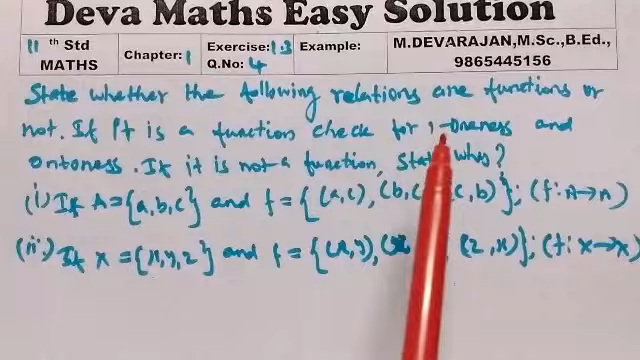 Deva Maths Easy Solution
11th Std MATHS
Chapter: 1
Exercise: 1.3
Q.No: 4
Example:
M.DEVARAJAN,M.Sc.,B.Ed.,
9865445156
State whether the following relations are functions or
not. If it is a function check for 1-oneness and
ontoness. If it is not a function, State why?
(i) If A={a,b,c} and f = {(a,c),(b,c c,b)}; (f:A→A)
(ii) If X={x,y,z} and f={(x,y),(x (z,x)}; (f:X→X)